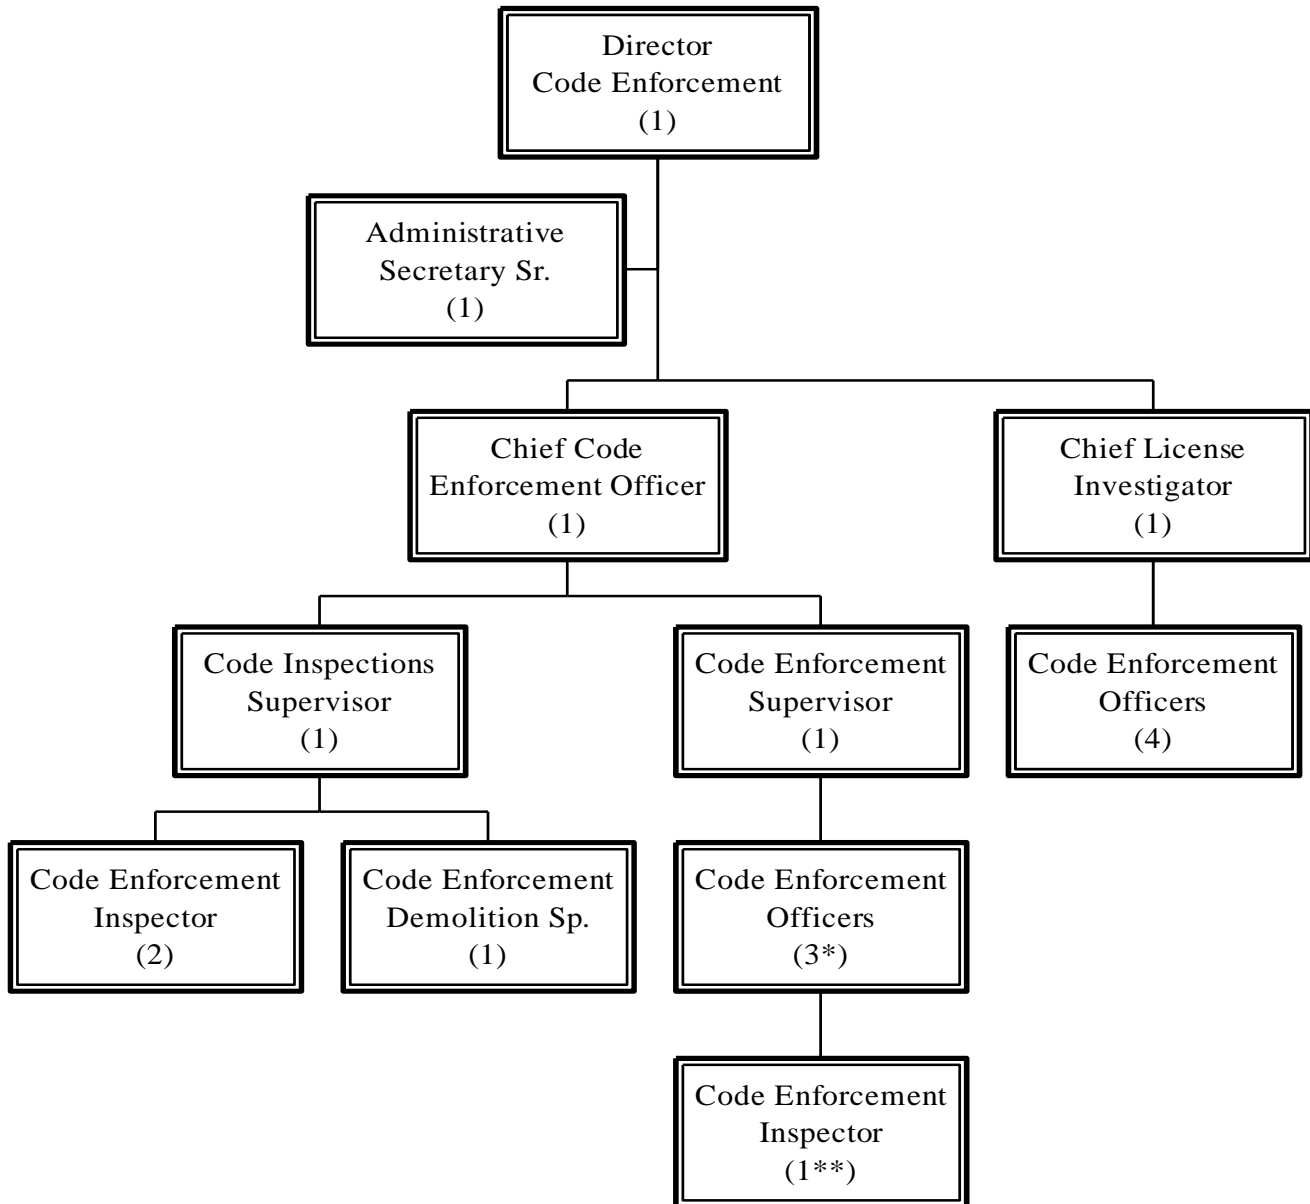 Director
Code Enforcement
(1)
Administrative
Secretary Sr.
(1)
Chief Code
Enforcement Officer
(1)
Chief License
Investigator
(1)
Code Inspections
Supervisor
(1)
Code Enforcement
Supervisor
(1)
Code Enforcement
Officers
(4)
Code Enforcement
Inspector
(2)
Code Enforcement
Demolition Sp.
(1)
Code Enforcement
Officers
(3*)
Code Enforcement
Inspector
(1**)